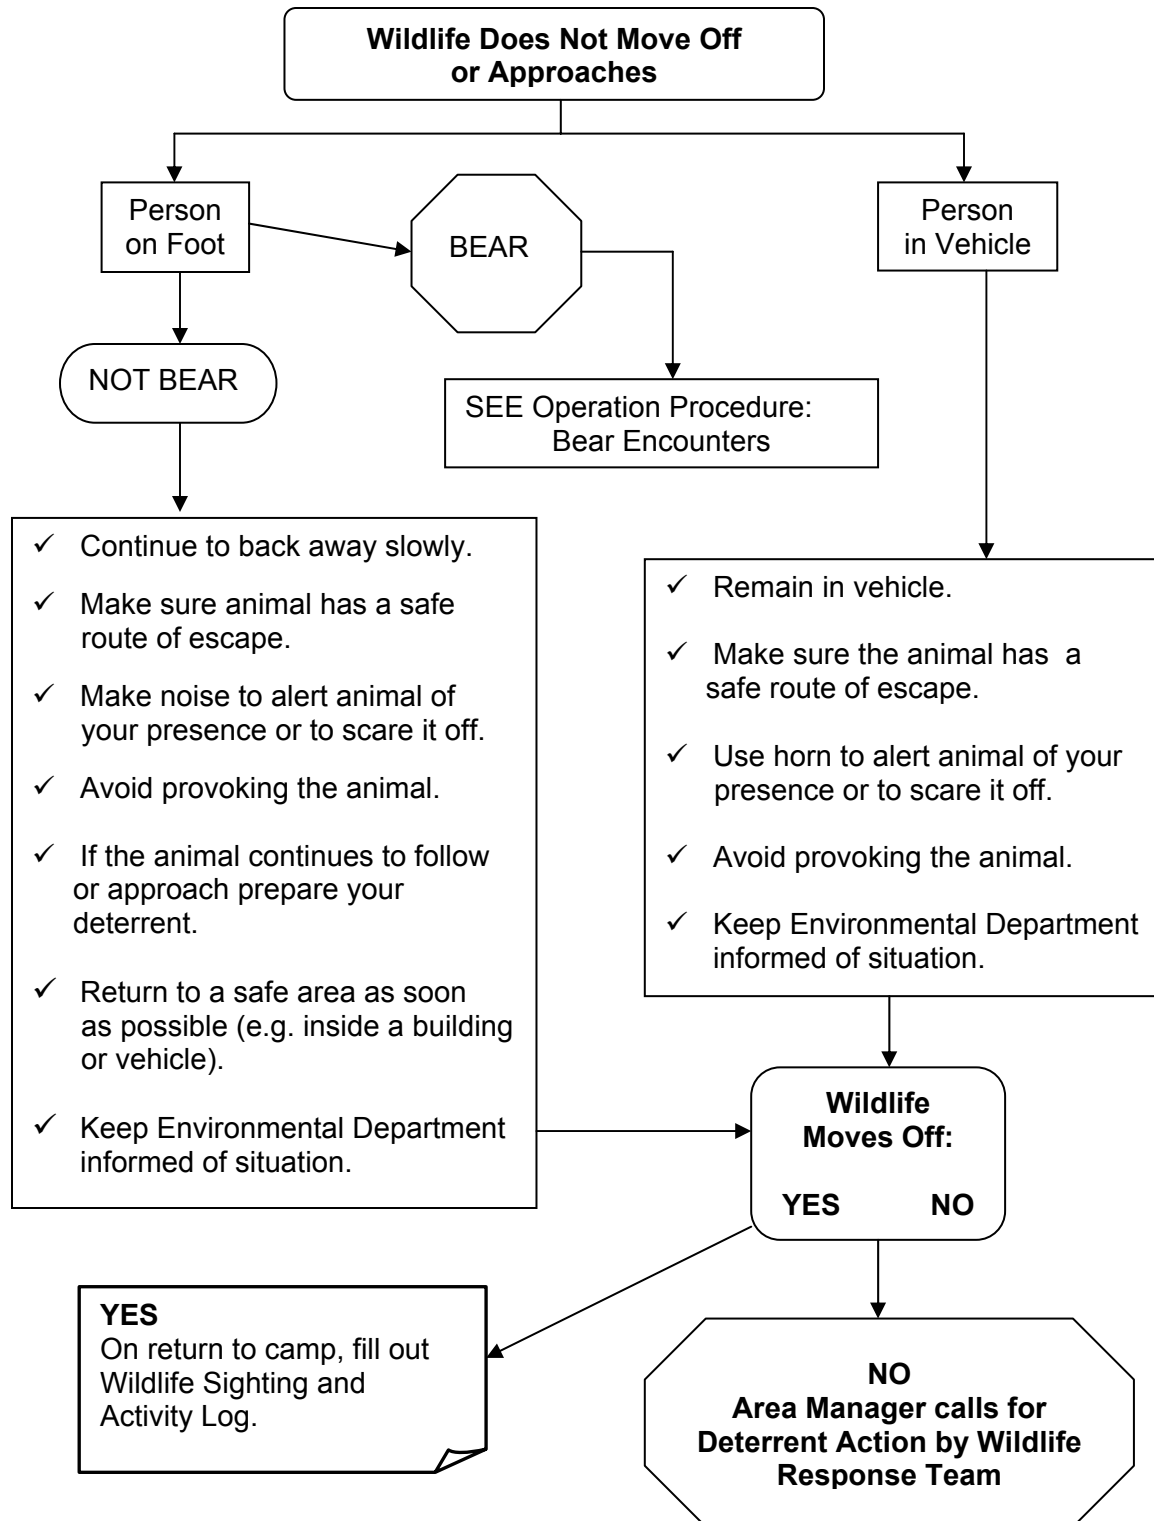 Wildlife Does Not Move Off
or Approaches
Person
on Foot
BEAR
Person
in Vehicle
NOT BEAR
SEE Operation Procedure:
Bear Encounters
✓ Continue to back away slowly.
✓ Make sure animal has a safe
route of escape.
✓ Make noise to alert animal of
your presence or to scare it off.
✓ Avoid provoking the animal.
✓ If the animal continues to follow
or approach prepare your
deterrent.
✓ Return to a safe area as soon
as possible (e.g. inside a building
or vehicle).
✓ Keep Environmental Department
informed of situation.
✓ Remain in vehicle.
✓ Make sure the animal has a
safe route of escape.
✓ Use horn to alert animal of your
presence or to scare it off.
✓ Avoid provoking the animal.
✓ Keep Environmental Department
informed of situation.
Wildlife
Moves Off:
YES NO
YES
On return to camp, fill out
Wildlife Sighting and
Activity Log.
NO
Area Manager calls for
Deterrent Action by Wildlife
Response Team